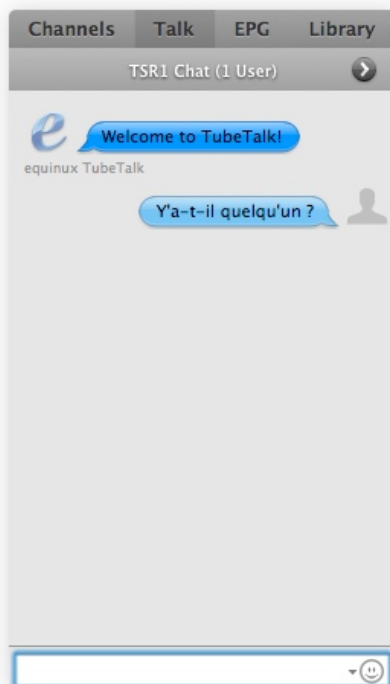 Channels Talk EPG Library
TSR1 Chat (1 User)
Welcome to TubeTalk!
equinux TubeTalk
Y'a-t-il quelqu'un ?